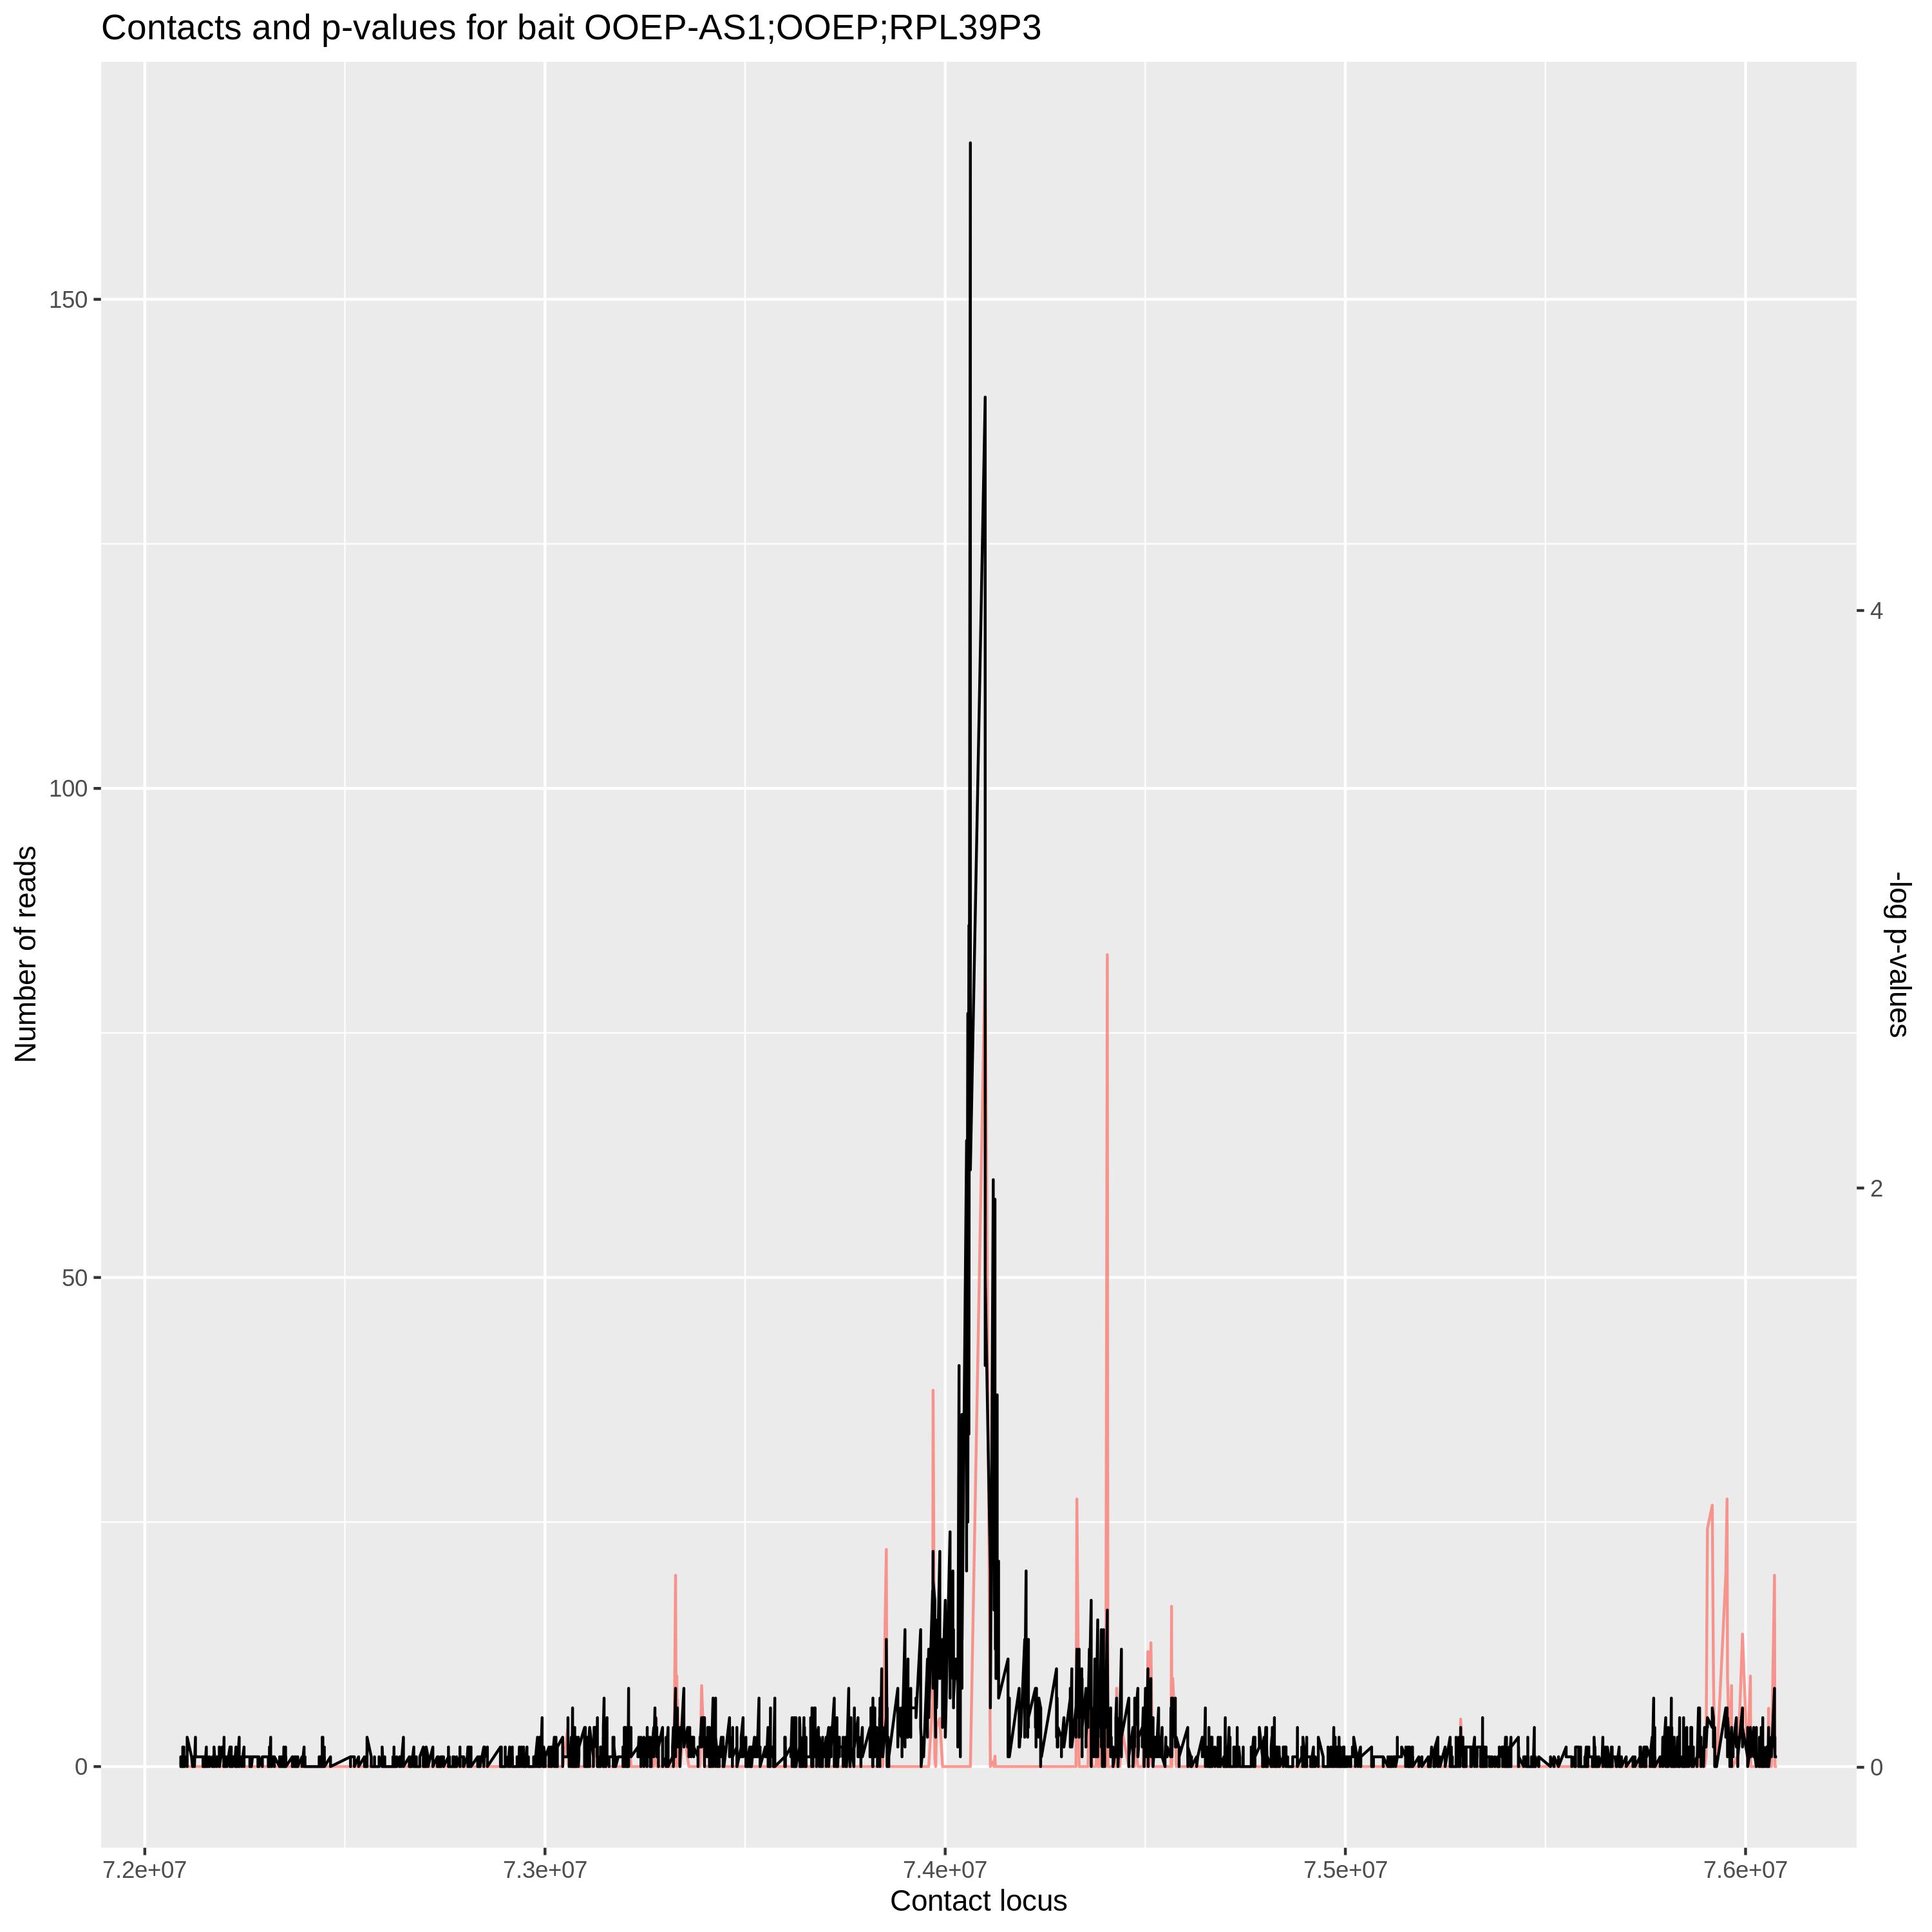 Contacts and p-values for bait OOEP-AS1;OOEP;RPL39P3
150
100
50
0
Number of reads
4
2
0
-log p-values
7.2e+07 7.3e+07 7.4e+07 7.5e+07 7.6e+07
Contact locus